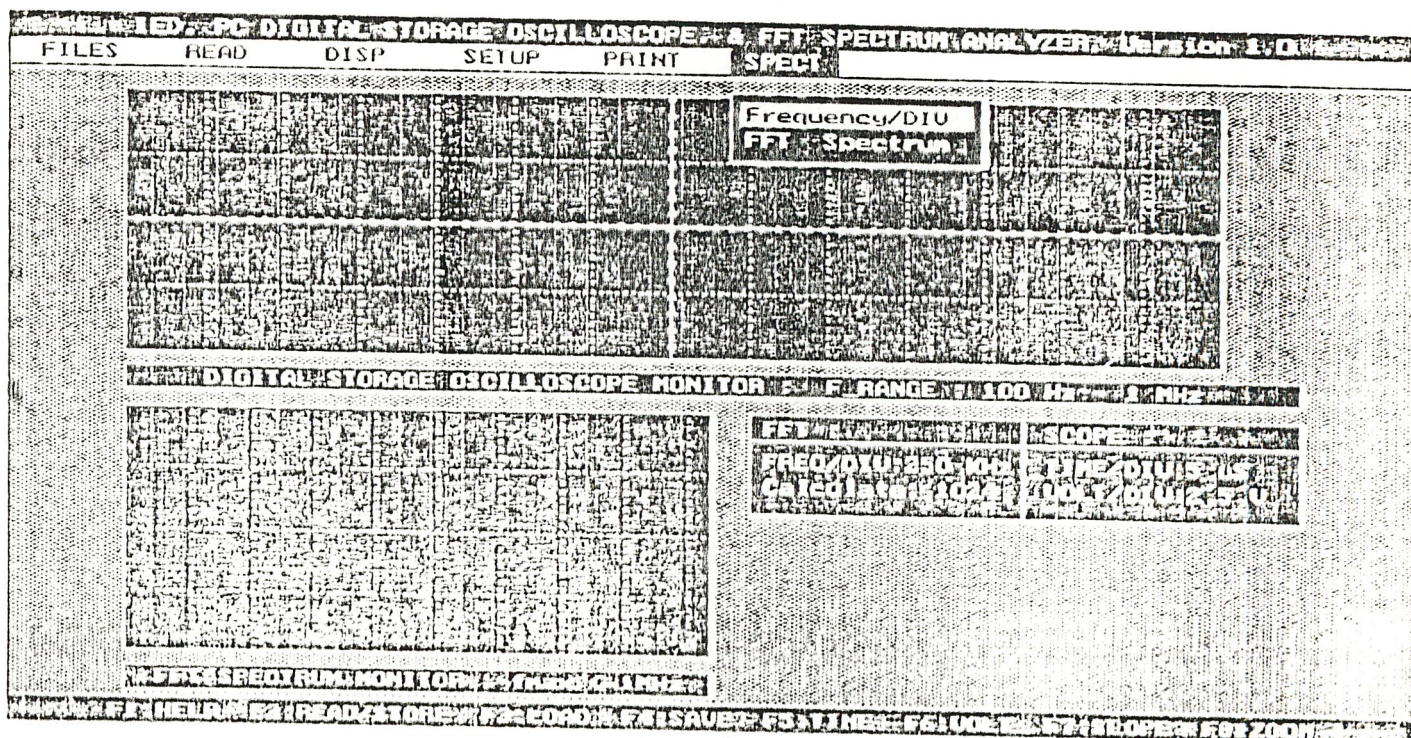 IED. PC DIGITAL STORAGE OSCILLOSCOPE & FFT SPECTRUM ANALYZER Version 1.0
FILES READ DISP SETUP PRINT SPECT
Frequency/DIV
FFT Spectrum
DIGITAL STORAGE OSCILLOSCOPE MONITOR F RANGE 100 Hz - 1 MHz
FFT SCOPE
FREQ/DIV:250 KHz TIME/DIV:5 uS
Calculate:1024 VOLT/DIV:2.5 V
FFT SPECTRUM MONITOR
F1 HELP F2 READ/STORE F3 LOAD F4 SAVE F5 TIME F6 VOLT F7 SCOPE F8 ZOOM